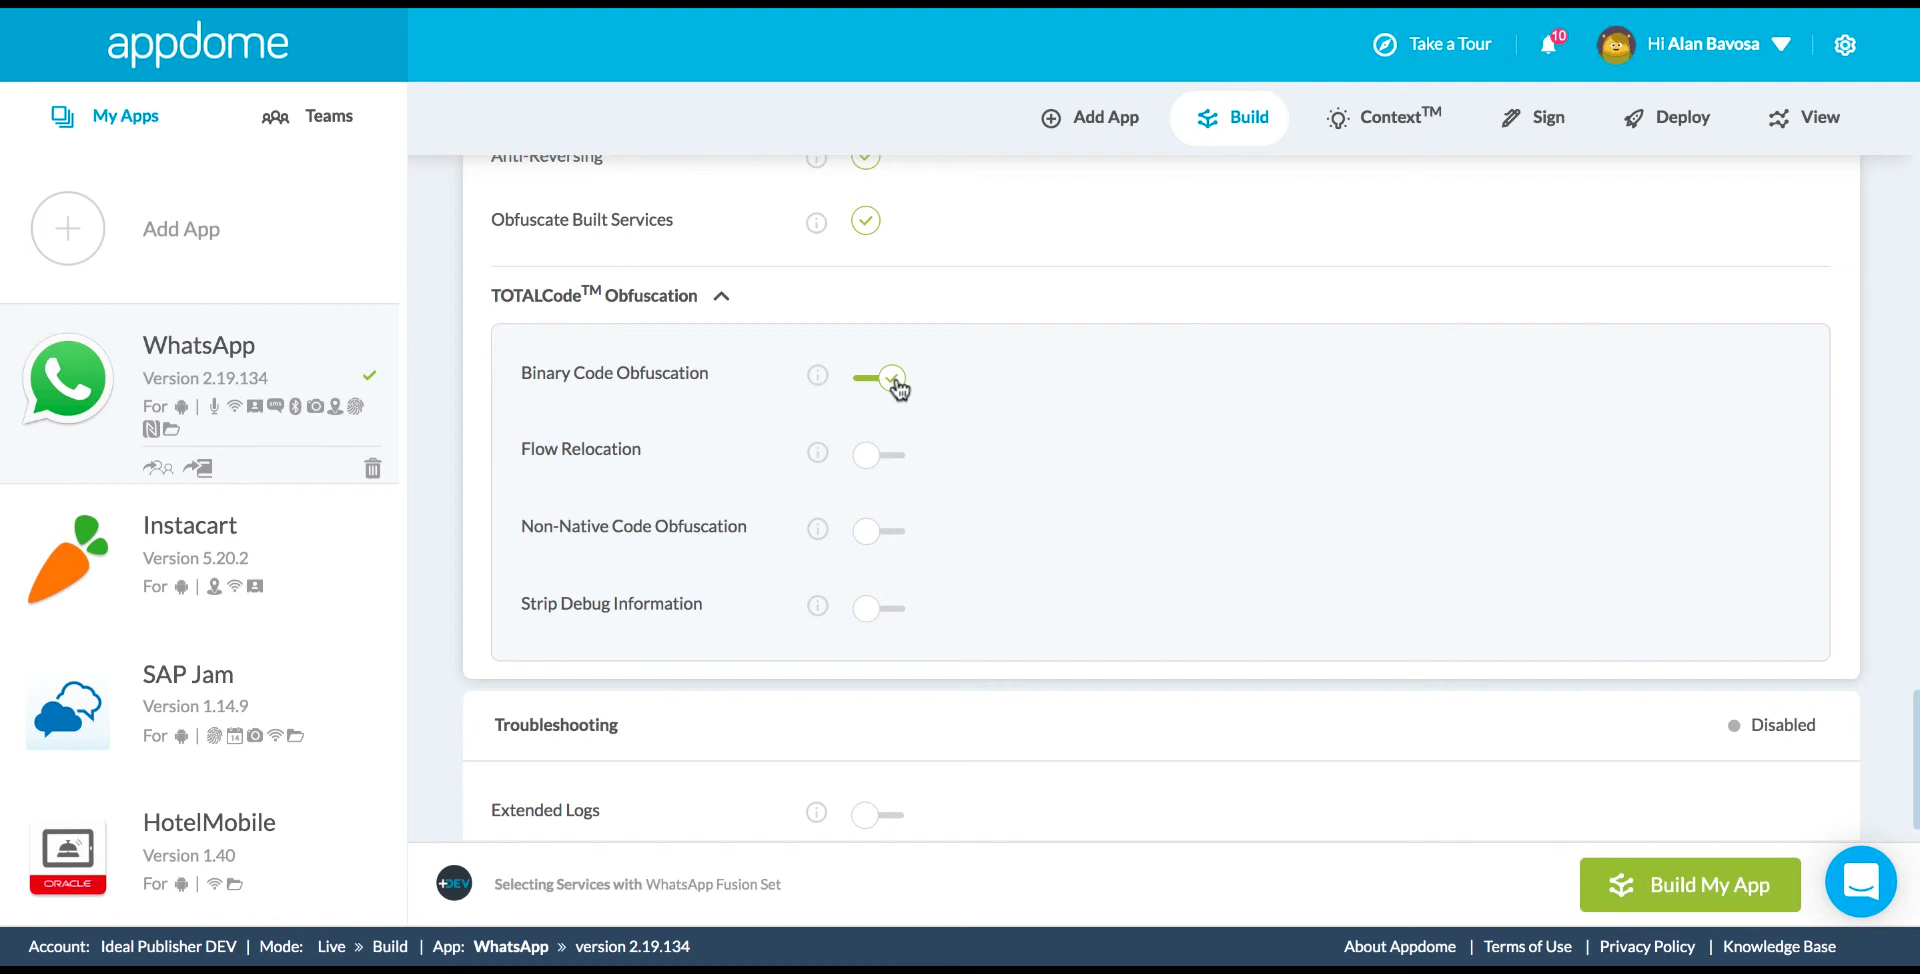 appdome
Take a Tour
10
Hi Alan Bavosa
My Apps
Teams
Add App
Build
Context™
Sign
Deploy
View
Anti-Reversing
Obfuscate Built Services
TOTALCode™ Obfuscation
Binary Code Obfuscation
Flow Relocation
Non-Native Code Obfuscation
Strip Debug Information
Troubleshooting
Disabled
Extended Logs
Add App
WhatsApp
Version 2.19.134
For
Instacart
Version 5.20.2
For
SAP Jam
Version 1.14.9
For
14
HotelMobile
Version 1.40
For
ORACLE
+DEV
Selecting Services with WhatsApp Fusion Set
Build My App
Account: Ideal Publisher DEV | Mode: Live » Build | App: WhatsApp » version 2.19.134
About Appdome | Terms of Use | Privacy Policy | Knowledge Base